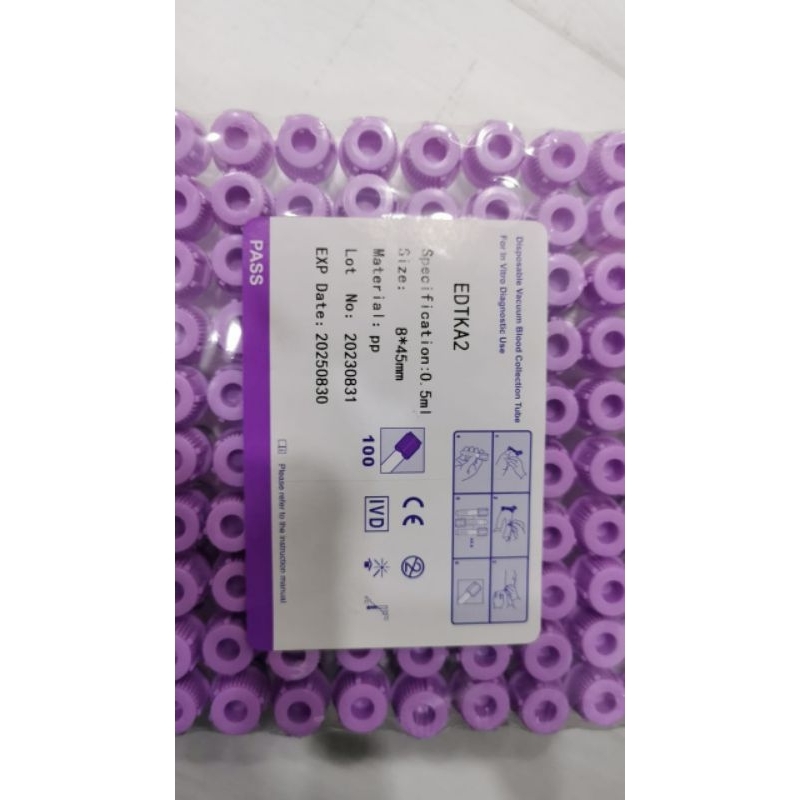 Disposable Vacuum Blood Collection Tube
For In Vitro Diagnostic Use
EDTKA2
Specification:0.5ml
Size: 8*45mm
Material: pp
Lot No: 20230831
EXP Date: 20250830
100
CE
IVD
2
Please refer to the instruction manual
PASS